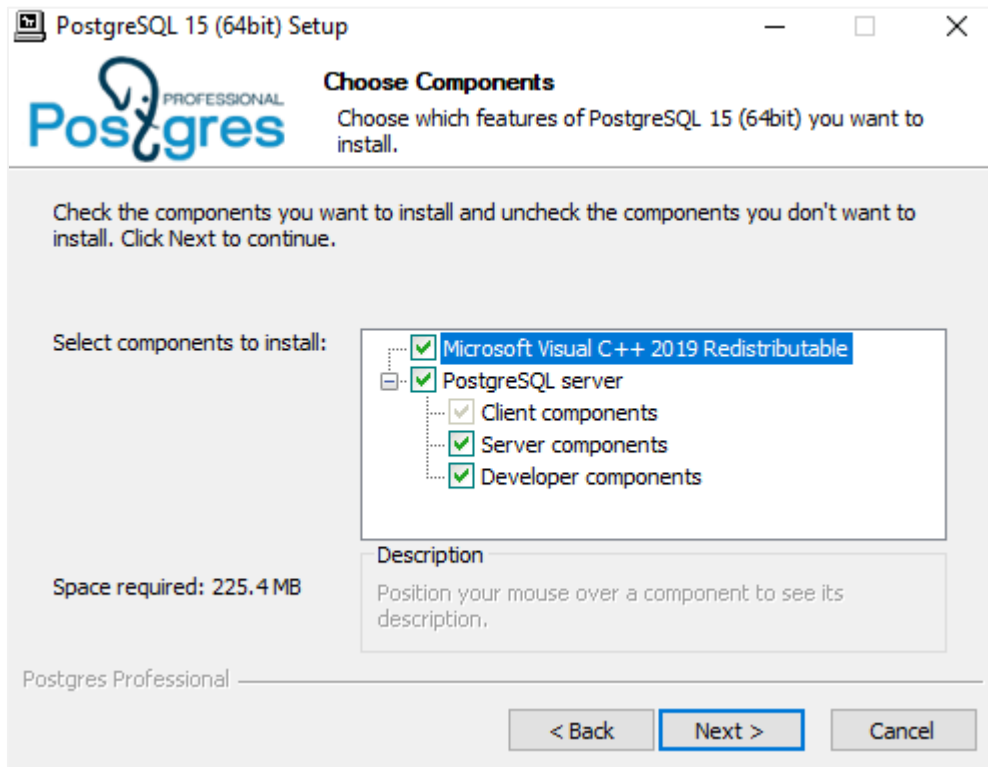 PostgreSQL 15 (64bit) Setup
PROFESSIONAL
Postgres
Choose Components
Choose which features of PostgreSQL 15 (64bit) you want to
install.
Check the components you want to install and uncheck the components you don't want to
install. Click Next to continue.
Select components to install:
Microsoft Visual C++ 2019 Redistributable
PostgreSQL server
Client components
Server components
Developer components
Space required: 225.4 MB
Description
Position your mouse over a component to see its
description.
Postgres Professional
< Back
Next >
Cancel